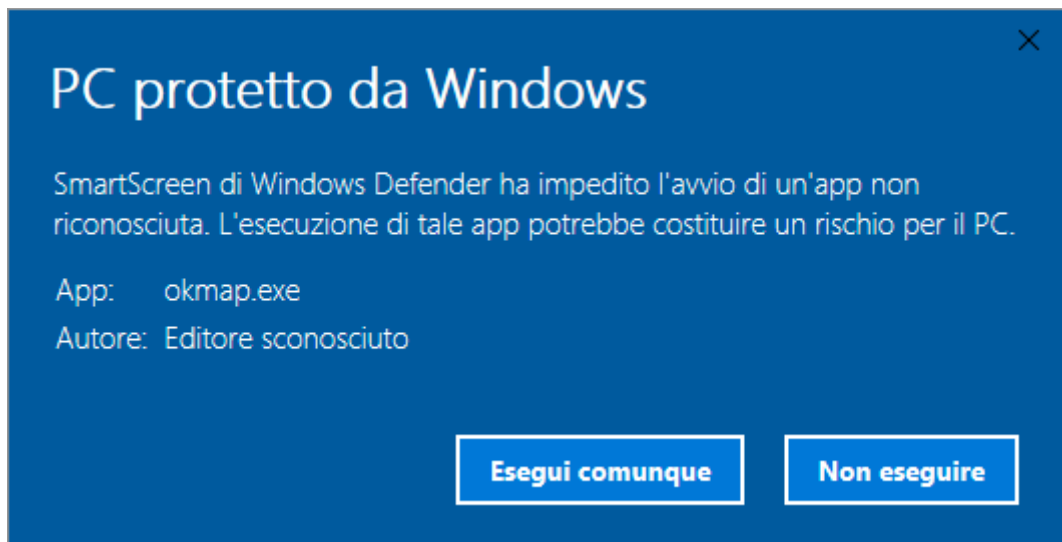 PC protetto da Windows
SmartScreen di Windows Defender ha impedito l'avvio di un'app non
riconosciuta. L'esecuzione di tale app potrebbe costituire un rischio per il PC.
App: okmap.exe
Autore: Editore sconosciuto
Esegui comunque Non eseguire